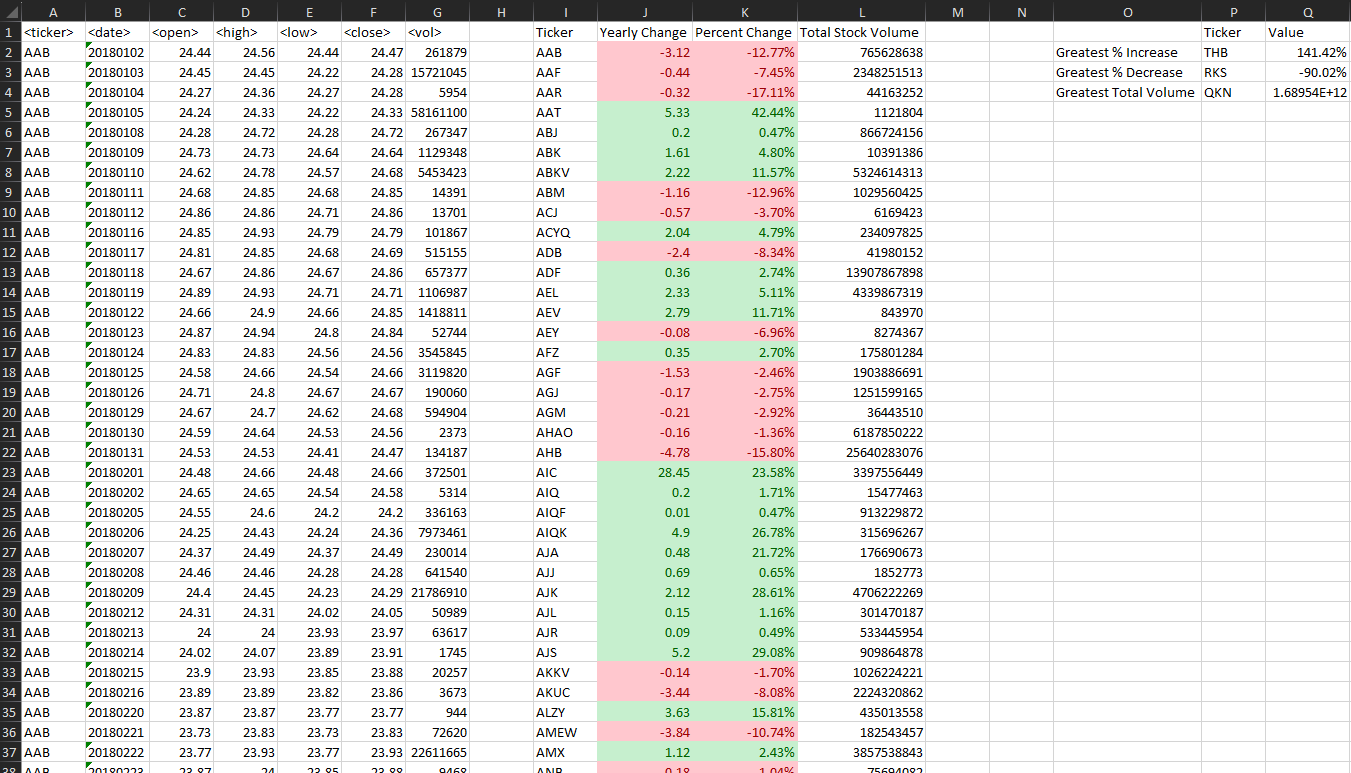 A B C D E F G H I J K L M N O P Q
1 <ticker> <date> <open> <high> <low> <close> <vol> Ticker Yearly Change Percent Change Total Stock Volume Ticker Value
2 AAB 20180102 24.44 24.56 24.44 24.47 261879 AAB -3.12 -12.77% 765628638 Greatest % Increase THB 141.42%
3 AAB 20180103 24.45 24.45 24.22 24.28 15721045 AAF -0.44 -7.45% 2348251513 Greatest % Decrease RKS -90.02%
4 AAB 20180104 24.27 24.36 24.27 24.28 5954 AAR -0.32 -17.11% 44163252 Greatest Total Volume QKN 1.68954E+12
5 AAB 20180105 24.24 24.33 24.22 24.33 58161100 AAT 5.33 42.44% 1121804
6 AAB 20180108 24.28 24.72 24.28 24.72 267347 ABJ 0.2 0.47% 866724156
7 AAB 20180109 24.73 24.73 24.64 24.64 1129348 ABK 1.61 4.80% 10391386
8 AAB 20180110 24.62 24.78 24.57 24.68 5453423 ABKV 2.22 11.57% 5324614313
9 AAB 20180111 24.68 24.85 24.68 24.85 14391 ABM -1.16 -12.96% 1029560425
10 AAB 20180112 24.86 24.86 24.71 24.86 13701 ACJ -0.57 -3.70% 6169423
11 AAB 20180116 24.85 24.93 24.79 24.79 101867 ACYQ 2.04 4.79% 234097825
12 AAB 20180117 24.81 24.85 24.68 24.69 515155 ADB -2.4 -8.34% 41980152
13 AAB 20180118 24.67 24.86 24.67 24.86 657377 ADF 0.36 2.74% 13907867898
14 AAB 20180119 24.89 24.93 24.71 24.71 1106987 AEL 2.33 5.11% 4339867319
15 AAB 20180122 24.66 24.9 24.66 24.85 1418811 AEV 2.79 11.71% 843970
16 AAB 20180123 24.87 24.94 24.8 24.84 52744 AEY -0.08 -6.96% 8274367
17 AAB 20180124 24.83 24.83 24.56 24.56 3545845 AFZ 0.35 2.70% 175801284
18 AAB 20180125 24.58 24.66 24.54 24.66 3119820 AGF -1.53 -2.46% 1903886691
19 AAB 20180126 24.71 24.8 24.67 24.67 190060 AGJ -0.17 -2.75% 1251599165
20 AAB 20180129 24.67 24.7 24.62 24.68 594904 AGM -0.21 -2.92% 36443510
21 AAB 20180130 24.59 24.64 24.53 24.56 2373 AHAO -0.16 -1.36% 6187850222
22 AAB 20180131 24.53 24.53 24.41 24.47 134187 AHB -4.78 -15.80% 25640283076
23 AAB 20180201 24.48 24.66 24.48 24.66 372501 AIC 28.45 23.58% 3397556449
24 AAB 20180202 24.65 24.65 24.54 24.58 5314 AIQ 0.2 1.71% 15477463
25 AAB 20180205 24.55 24.6 24.2 24.2 336163 AIQF 0.01 0.47% 913229872
26 AAB 20180206 24.25 24.43 24.24 24.36 7973461 AIQK 4.9 26.78% 315696267
27 AAB 20180207 24.37 24.49 24.37 24.49 230014 AJA 0.48 21.72% 176690673
28 AAB 20180208 24.46 24.46 24.28 24.28 641540 AJJ 0.69 0.65% 1852773
29 AAB 20180209 24.4 24.45 24.23 24.29 21786910 AJK 2.12 28.61% 4706222269
30 AAB 20180212 24.31 24.31 24.02 24.05 50989 AJL 0.15 1.16% 301470187
31 AAB 20180213 24 24 23.93 23.97 63617 AJR 0.09 0.49% 533445954
32 AAB 20180214 24.02 24.07 23.89 23.91 1745 AJS 5.2 29.08% 909864878
33 AAB 20180215 23.9 23.93 23.85 23.88 20257 AKKV -0.14 -1.70% 1026224221
34 AAB 20180216 23.89 23.89 23.82 23.86 3673 AKUC -3.44 -8.08% 2224320862
35 AAB 20180220 23.87 23.87 23.77 23.77 944 ALZY 3.63 15.81% 435013558
36 AAB 20180221 23.73 23.83 23.73 23.83 72620 AMEW -3.84 -10.74% 182543457
37 AAB 20180222 23.77 23.93 23.77 23.93 22611665 AMX 1.12 2.43% 3857538843
38 AAB 20180223 23.87 24 23.85 23.88 9468